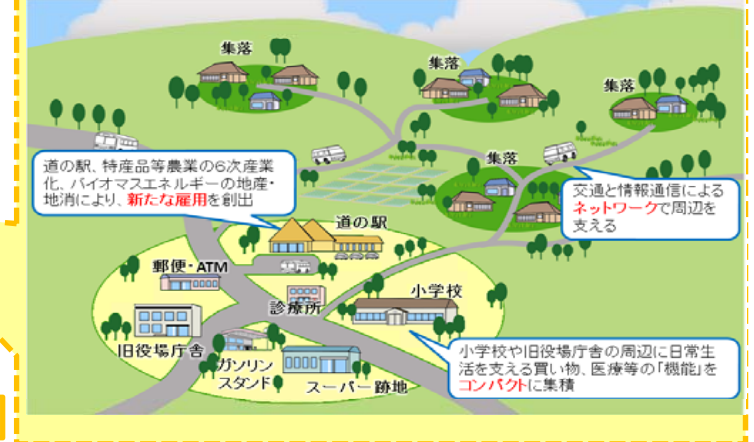 集落
集落
集落
集落
道の駅、特産品等農業の6次産業
化、バイオマスエネルギーの地産・
地消により、新たな雇用を創出
交通と情報通信による
ネットワークで周辺を
支える
道の駅
郵便・ATM
小学校
診療所
旧役場庁舎
ガソリン
スタンド
スーパー跡地
小学校や旧役場庁舎の周辺に日常生
活を支える買い物、医療等の「機能」を
コンパクトに集積